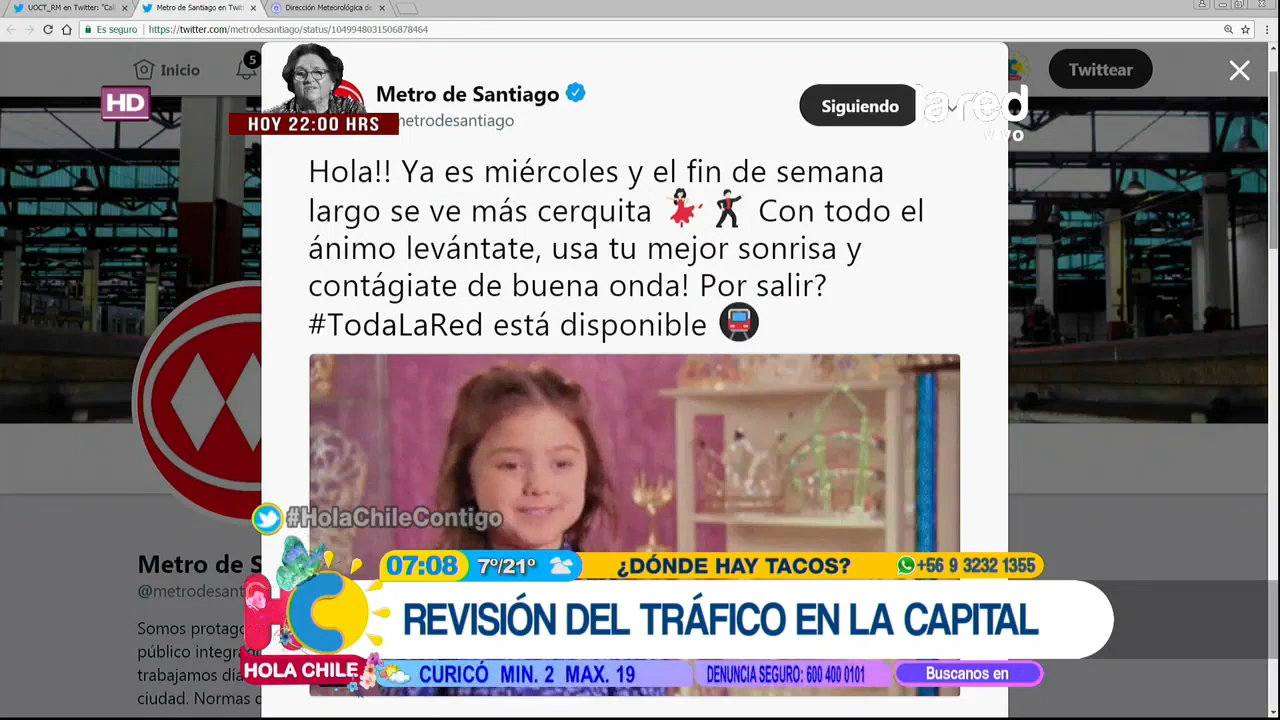 UOCT_RM en Twitter: "Cal
Metro de Santiago en Twitt
Dirección Meteorológica de
Es seguro
https://twitter.com/metrodesantiago/status/1049948031506878464
Inicio
5
Twittear
HD
HOY 22:00 HRS
Metro de Santiago
metrodesantiago
Siguiendo
la red
vivo
Hola!! Ya es miércoles y el fin de semana
largo se ve más cerquita 💃🏻🕺🏻 Con todo el
ánimo levántate, usa tu mejor sonrisa y
contágiate de buena onda! Por salir?
#TodaLaRed está disponible 🚇
#HolaChileContigo
Metro de S
@metrodesant
Somos protago
público integra
trabajamos día
ciudad. Normas d
07:08
7º/21º
¿DÓNDE HAY TACOS?
+56 9 3232 1355
HC
HOLA CHILE
REVISIÓN DEL TRÁFICO EN LA CAPITAL
CURICÓ MIN. 2 MAX. 19
DENUNCIA SEGURO: 600 400 0101
Buscanos en